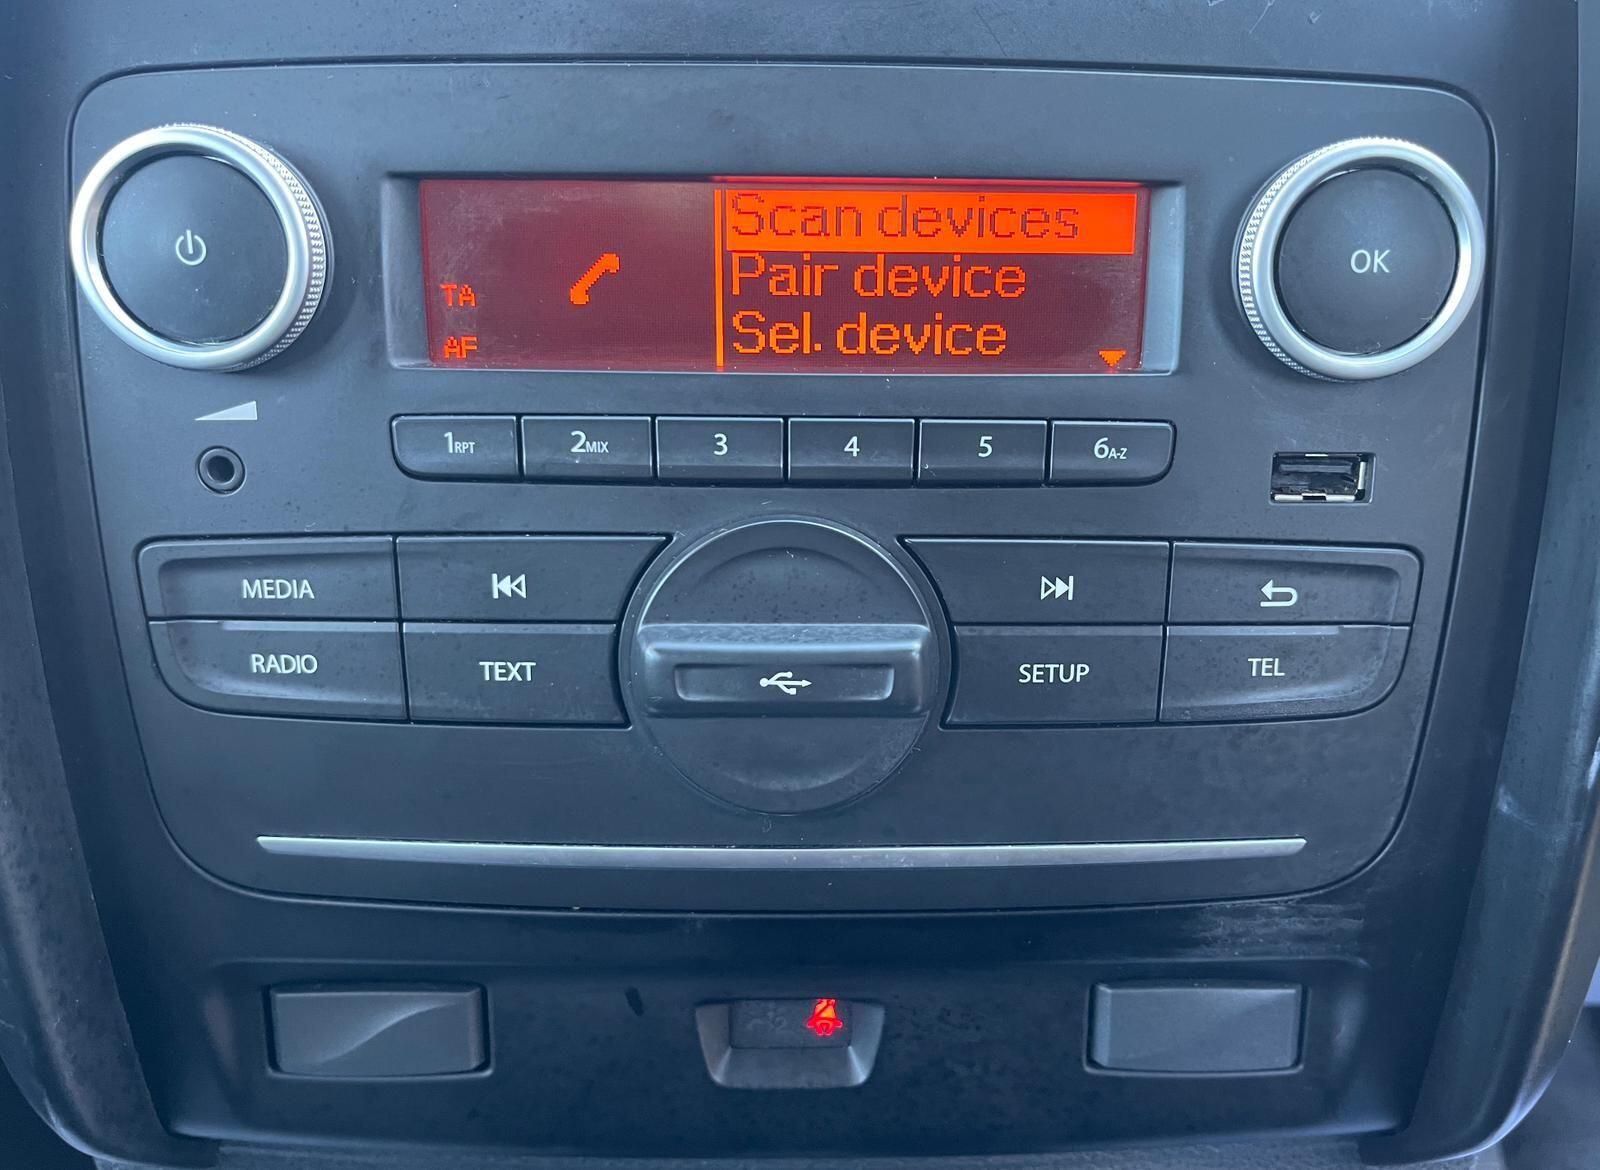 Scan devices
TA
Pair device
AF
Sel. device
OK
1RPT
2MIX
3
4
5
6A-Z
MEDIA
RADIO
TEXT
SETUP
TEL